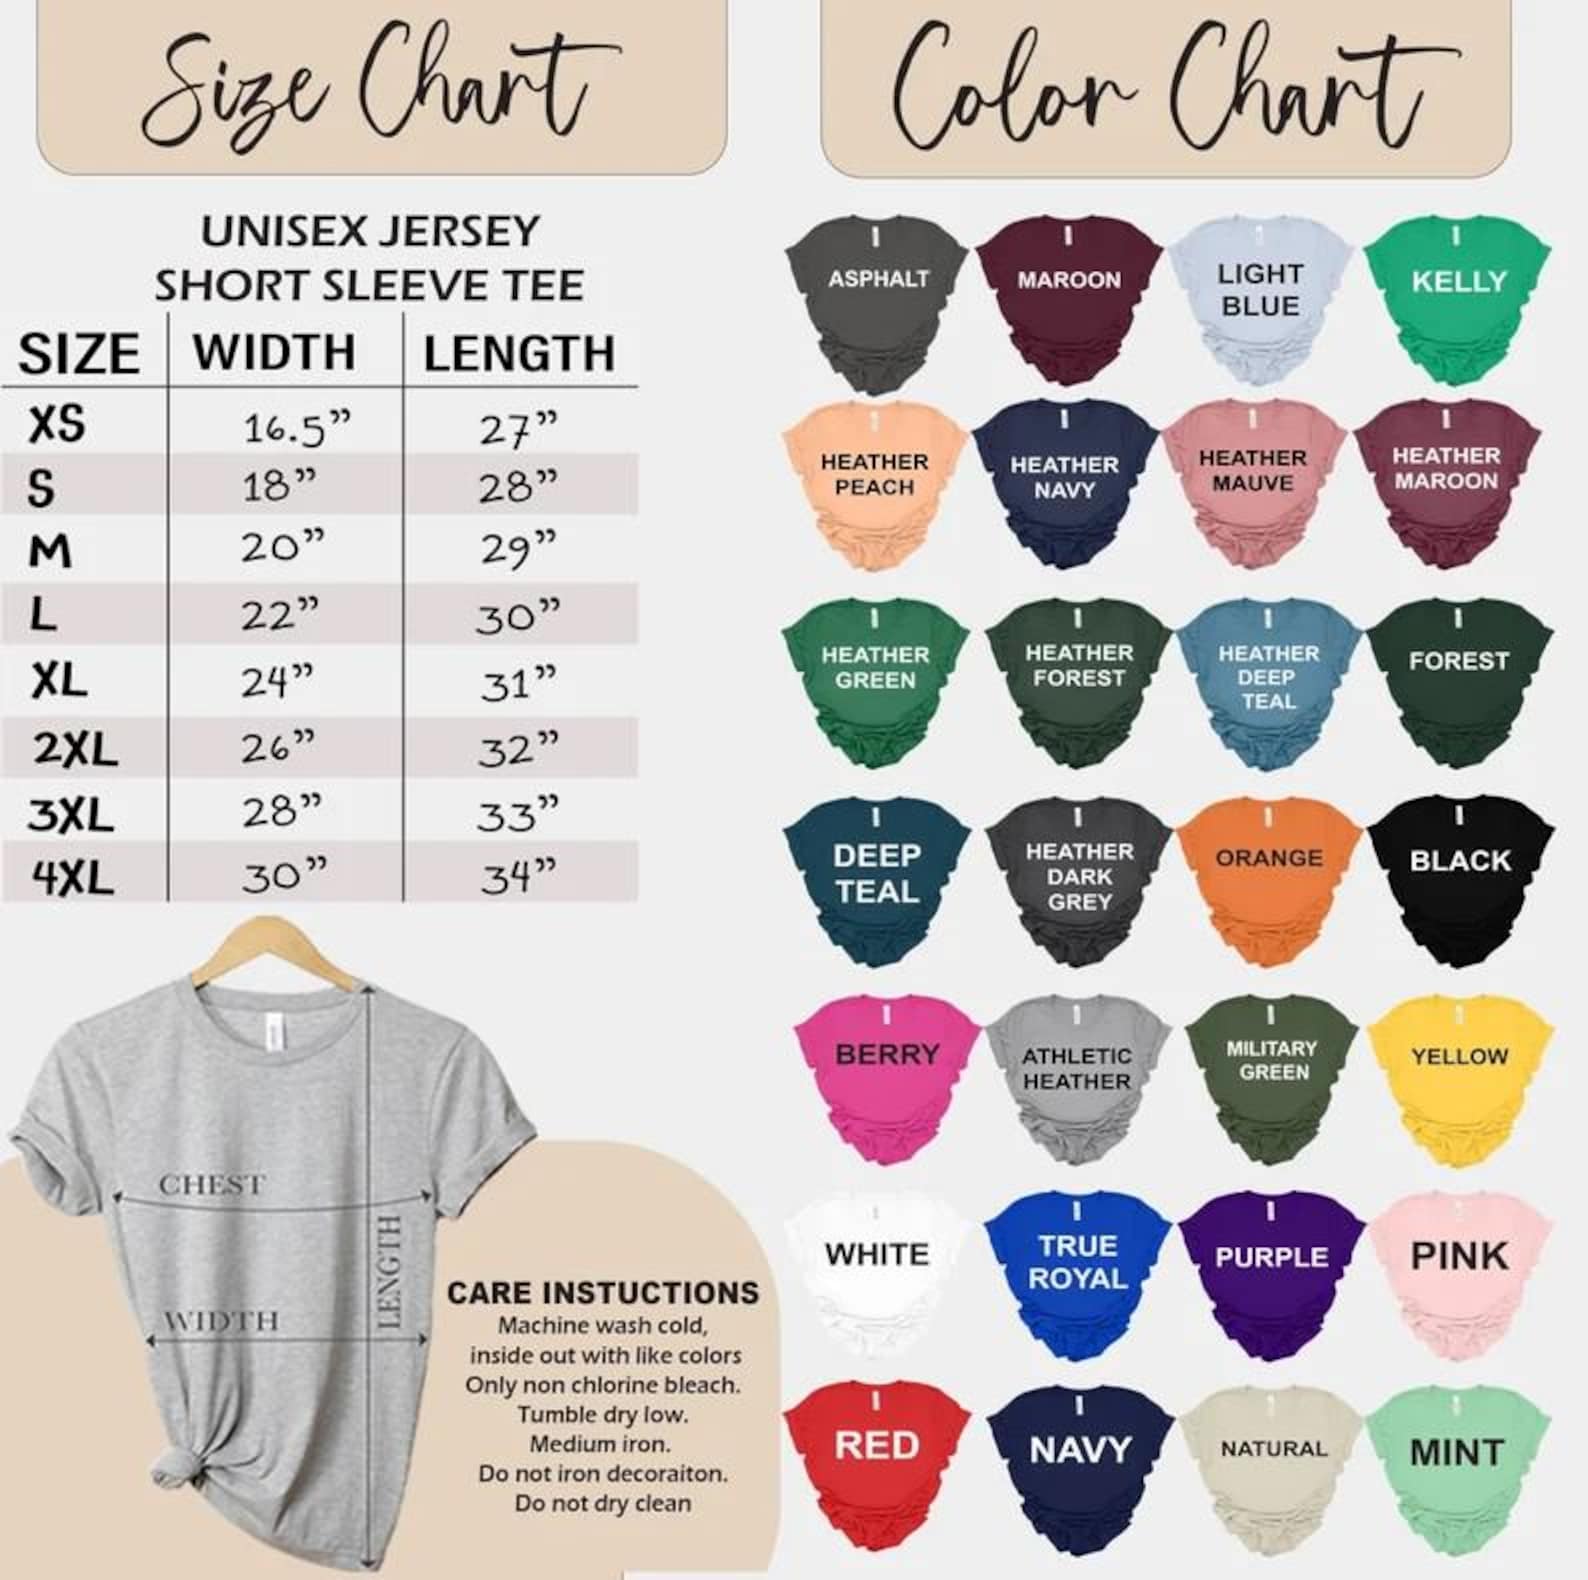 Size Chart
UNISEX JERSEY
SHORT SLEEVE TEE
SIZE WIDTH LENGTH
XS 16.5” 27”
S 18” 28”
M 20” 29”
L 22” 30”
XL 24” 31”
2XL 26” 32”
3XL 28” 33”
4XL 30” 34”
CHEST
WIDTH
LENGTH
CARE INSTUCTIONS
Machine wash cold,
inside out with like colors
Only non chlorine bleach.
Tumble dry low.
Medium iron.
Do not iron decoraiton.
Do not dry clean
Color Chart
ASPHALT
MAROON
LIGHT
BLUE
KELLY
HEATHER
PEACH
HEATHER
NAVY
HEATHER
MAUVE
HEATHER
MAROON
HEATHER
GREEN
HEATHER
FOREST
HEATHER
DEEP
TEAL
FOREST
DEEP
TEAL
HEATHER
DARK
GREY
ORANGE
BLACK
BERRY
ATHLETIC
HEATHER
MILITARY
GREEN
YELLOW
WHITE
TRUE
ROYAL
PURPLE
PINK
RED
NAVY
NATURAL
MINT